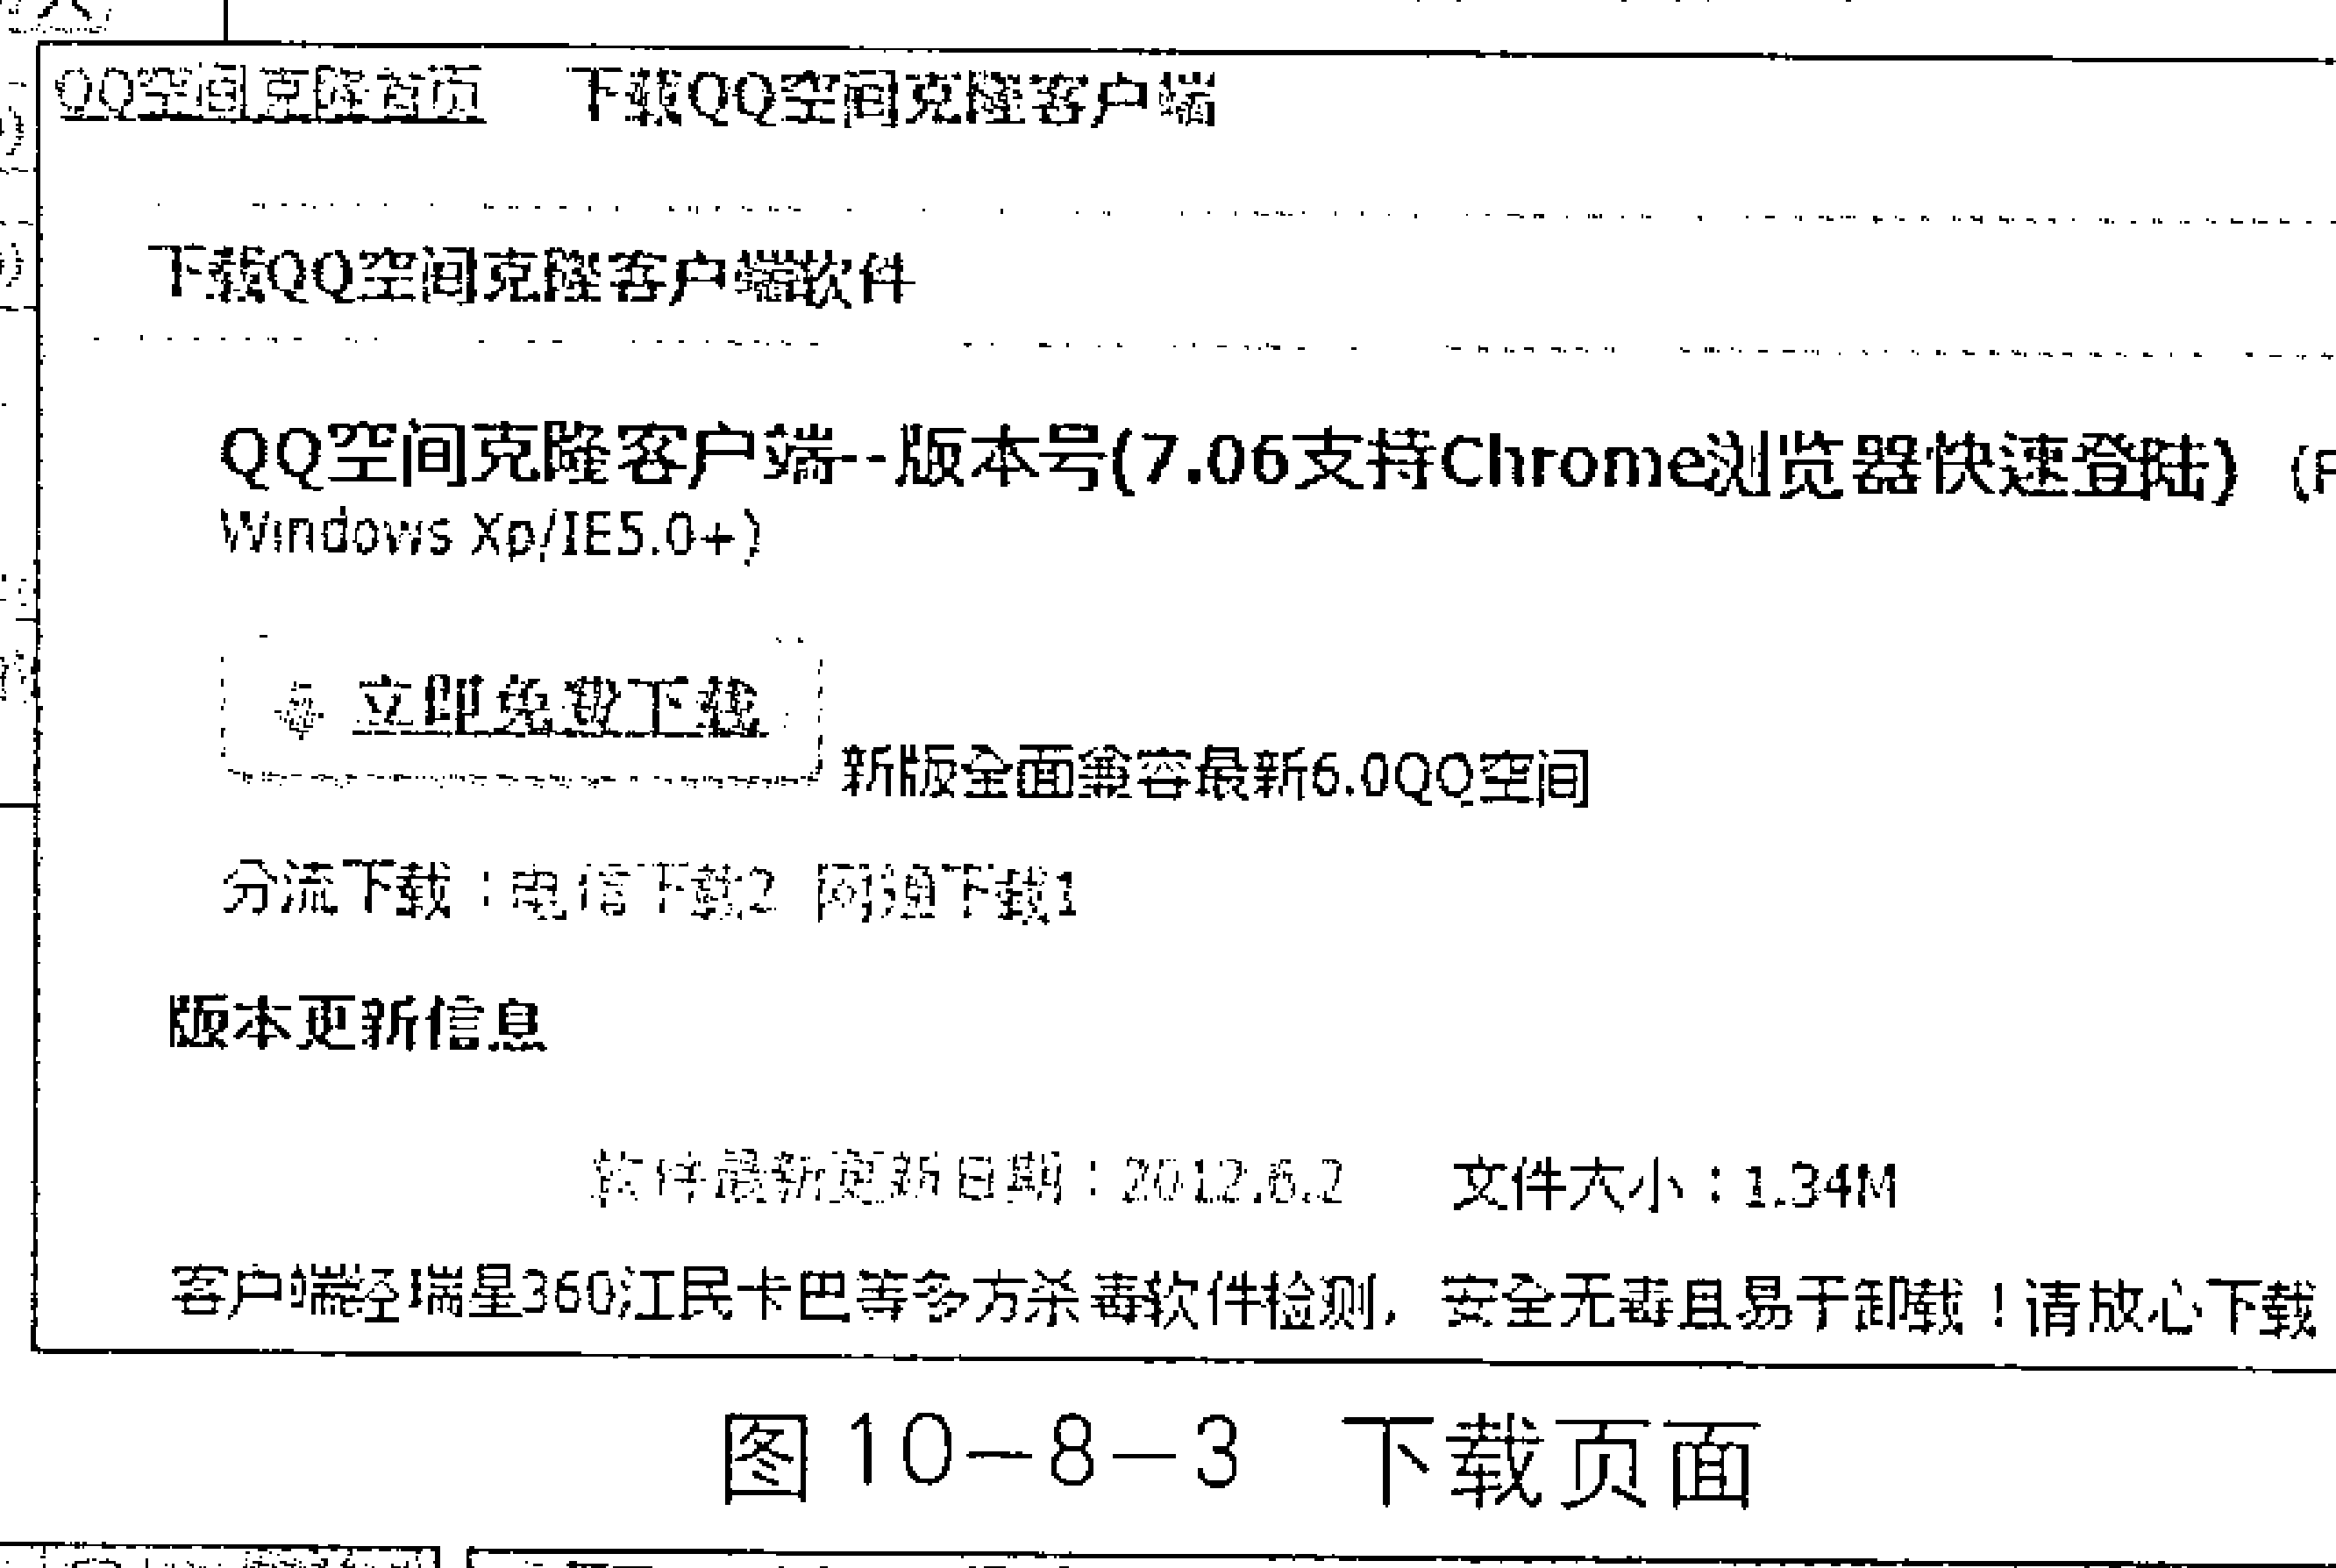 QQ空间克隆首页 下载QQ空间克隆客户端
下载QQ空间克隆客户端软件
QQ空间克隆客户端--版本号(7.06支持Chrome浏览器快速登陆) (F
Windows Xp/IE5.0+)
立即免费下载
新版全面兼容最新6.0QQ空间
分流下载：电信下载2 网通下载1
版本更新信息
软件最新更新日期：2012.6.2 文件大小：1.34M
客户端经瑞星360江民卡巴等多方杀毒软件检测，安全无毒且易于卸载！请放心下载
图10-8-3 下载页面